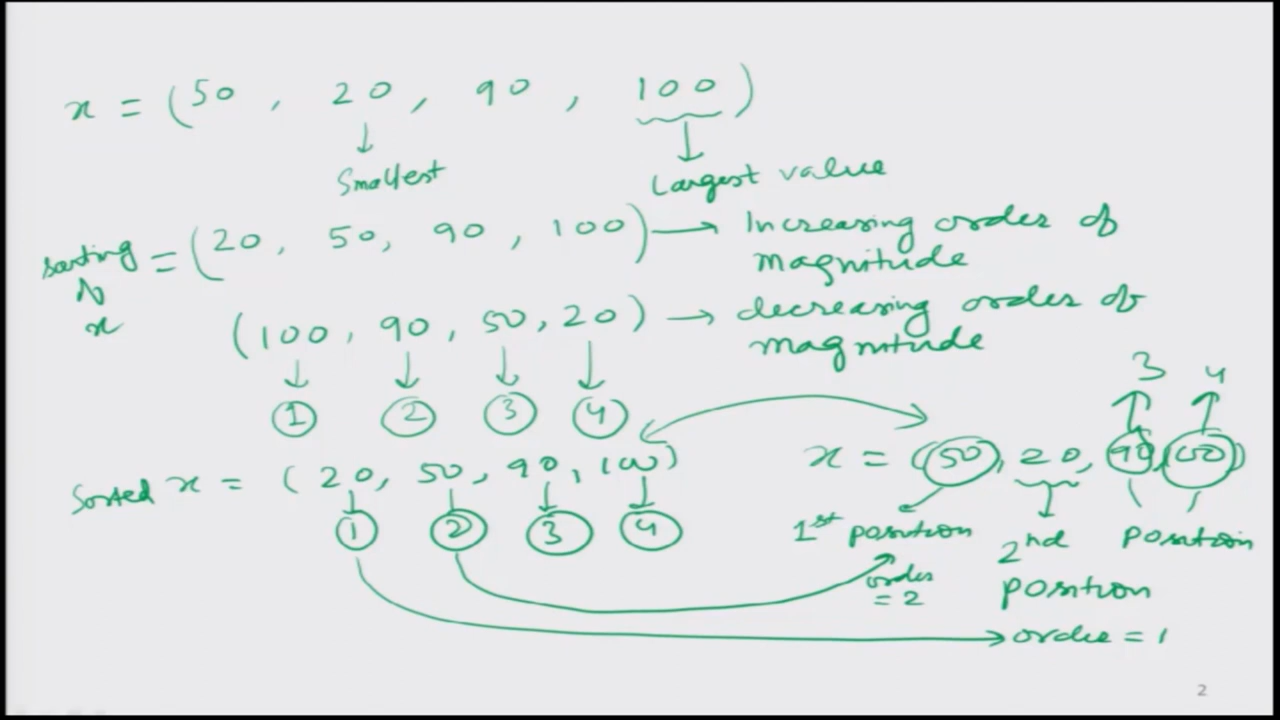 x = (50, 20, 90, 100)
Smallest
Largest value
sorting = (20, 50, 90, 100) → Increasing order of
magnitude
x
(100, 90, 50, 20) → decreasing order of
magnitude
1 2 3 4
3 4
Sorted x = (20, 50, 90, 100)
x = (50, 20, 90, 100)
1 2 3 4
1st position
2nd
position
position
order
= 2
order = 1
2